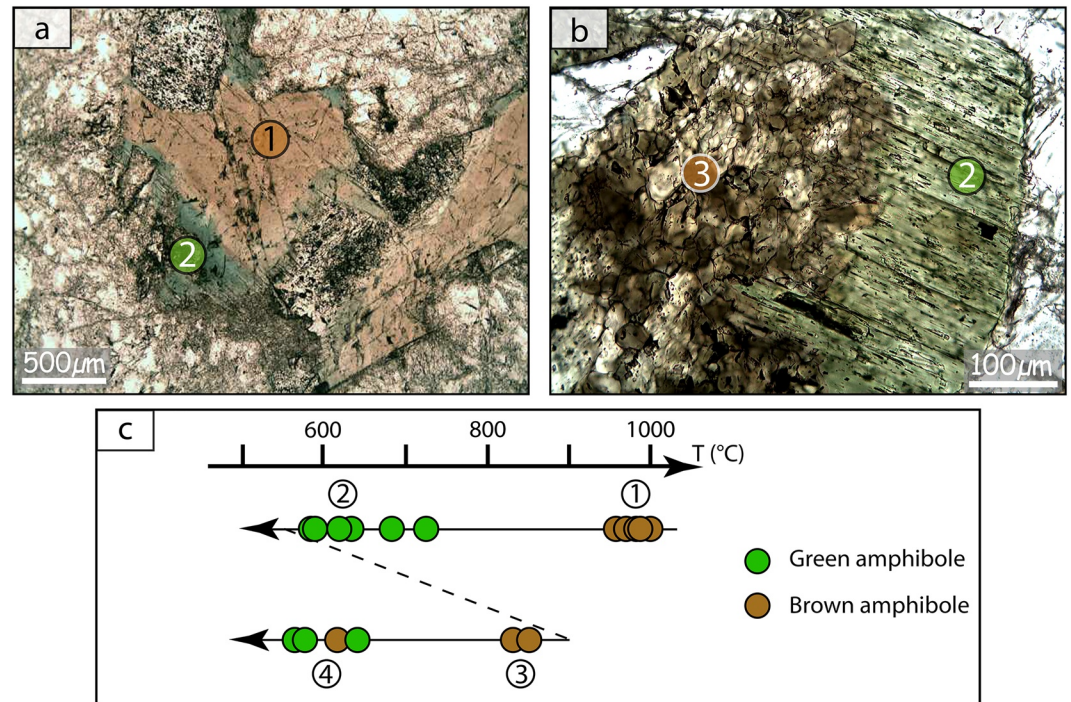 a
1
2
500µm
b
3
2
100µm
c
600 800 1000
T (°C)
2 1
Green amphibole
Brown amphibole
4 3